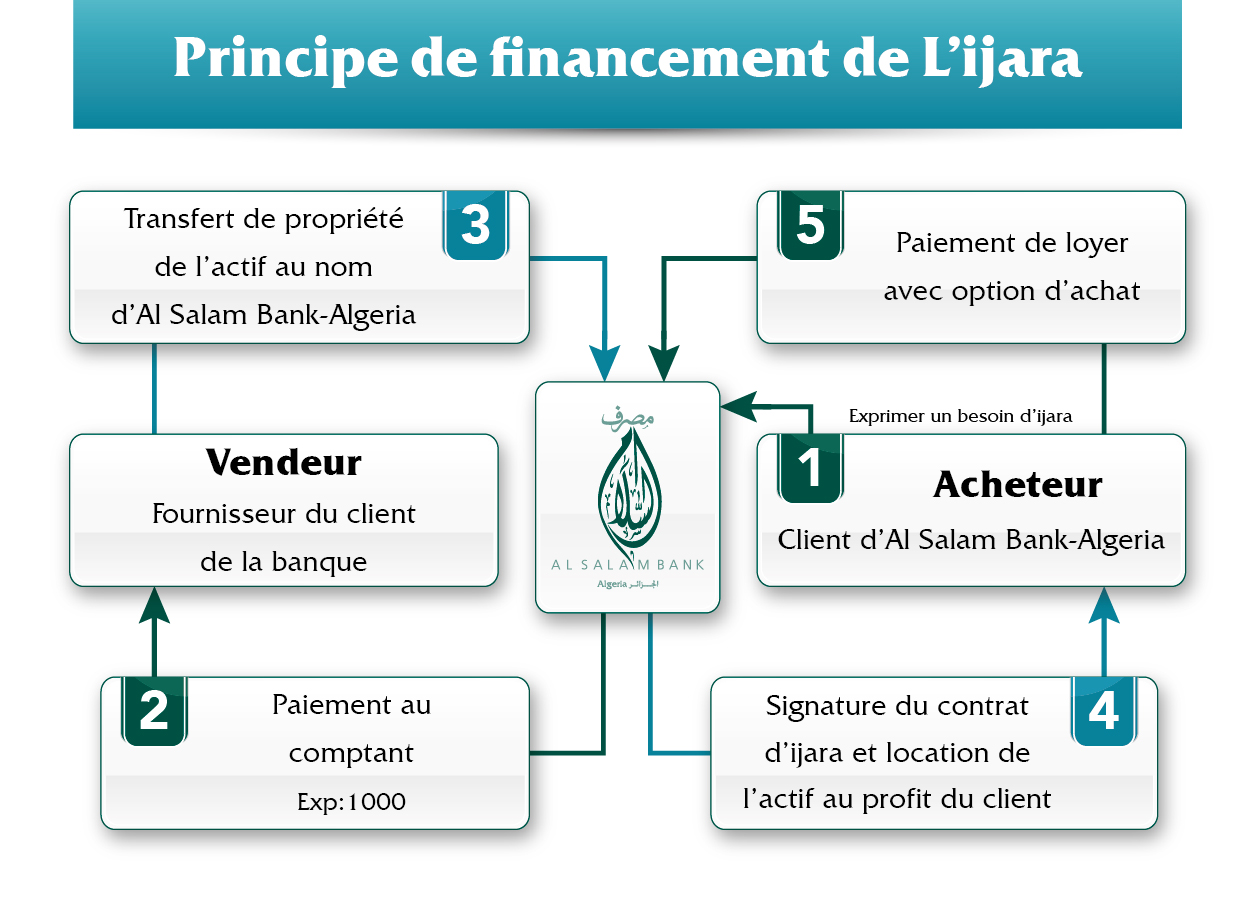 Principe de financement de L'ijara
Transfert de propriété
de l'actif au nom
d'Al Salam Bank-Algeria
3
5
Paiement de loyer
avec option d'achat
Exprimer un besoin d'ijara
Vendeur
Fournisseur du client
de la banque
مصرف
السلام
AL SALAM BANK
Algeria الجزائر
1
Acheteur
Client d'Al Salam Bank-Algeria
2
Paiement au
comptant
Exp:1000
Signature du contrat
d'ijara et location de
l'actif au profit du client
4